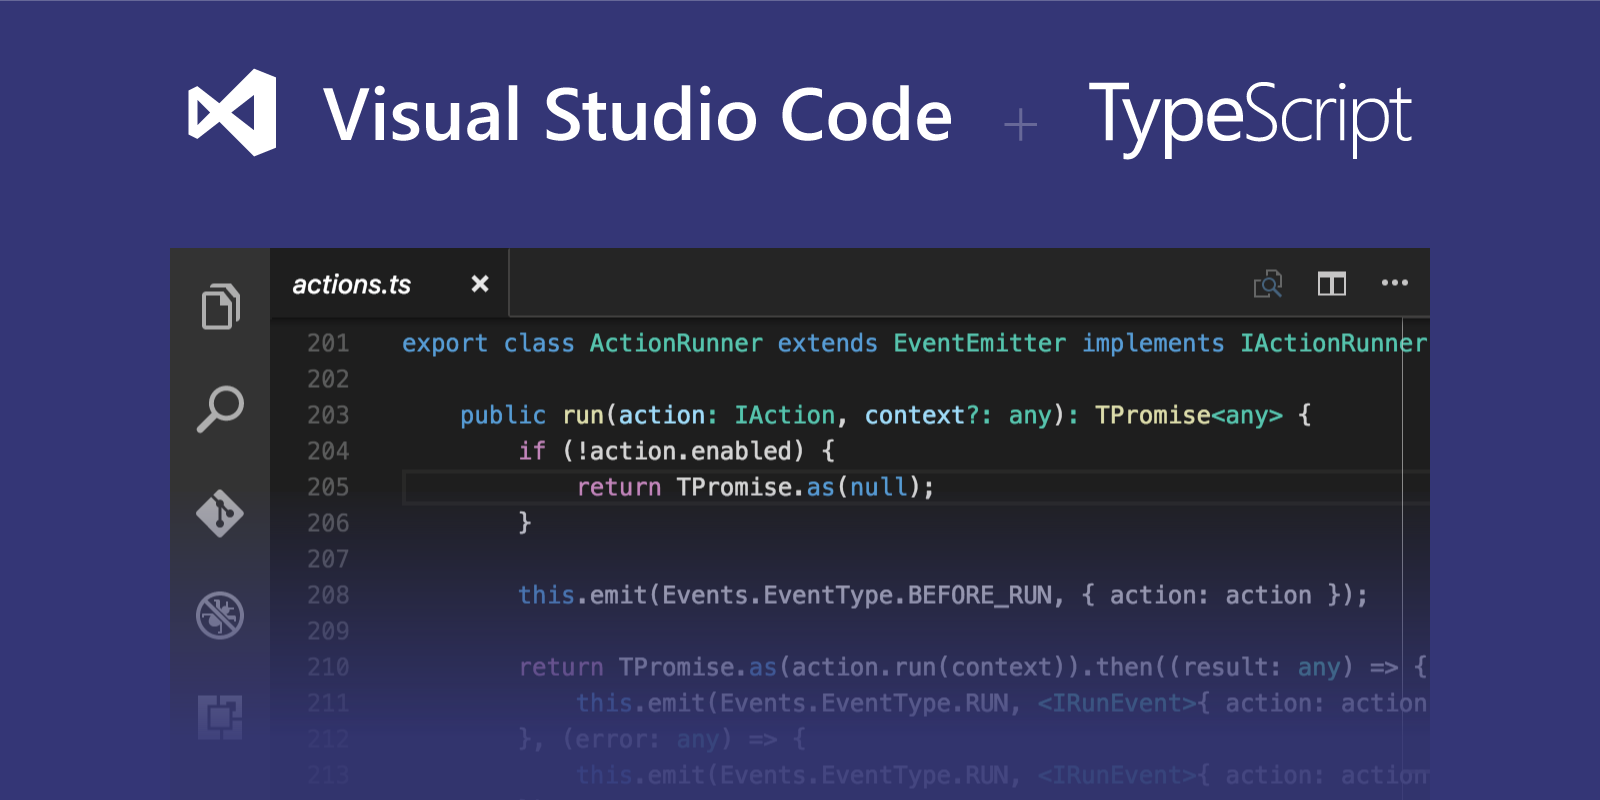 Visual Studio Code + TypeScript
actions.ts
201 export class ActionRunner extends EventEmitter implements IActionRunner
202
203 public run(action: IAction, context?: any): TPromise<any> {
204 if (!action.enabled) {
205 return TPromise.as(null);
206 }
207
208 this.emit(Events.EventType.BEFORE_RUN, { action: action });
209
210 return TPromise.as(action.run(context)).then((result: any) => {
211 this.emit(Events.EventType.RUN, <IRunEvent>{ action: action
212 }, (error: any) => {
213 this.emit(Events.EventType.RUN, <IRunEvent>{ action: action